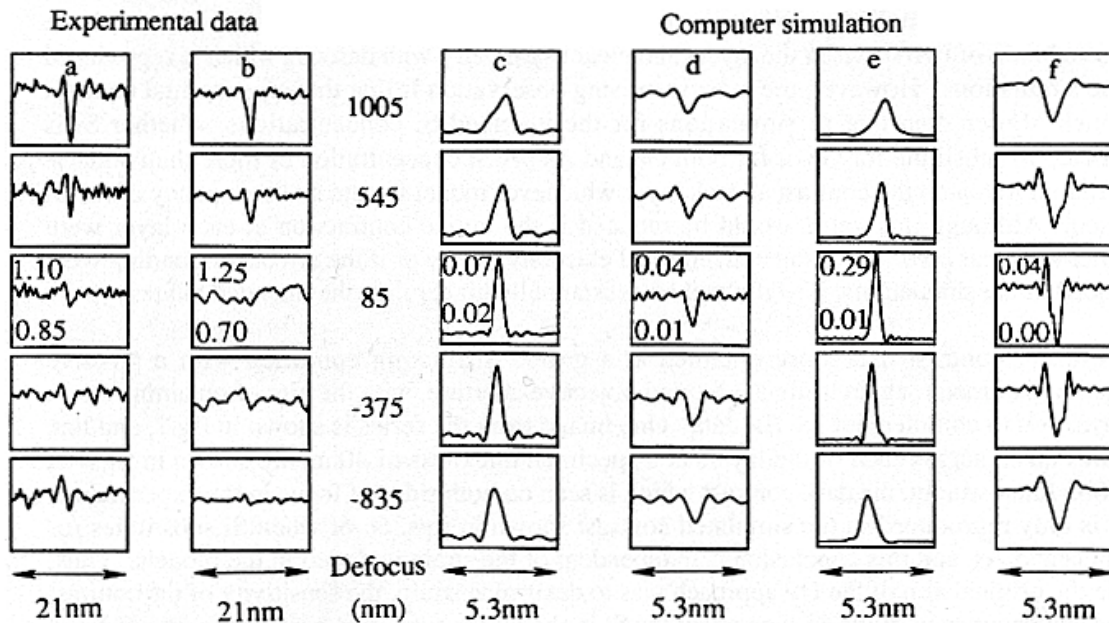 Experimental data Computer simulation
a b c d e f
1005
545
1.10 1.25 85 0.07 0.04 0.29 0.04
0.85 0.70 0.02 0.01 0.01 0.00
-375
-835
Defocus
21nm 21nm (nm) 5.3nm 5.3nm 5.3nm 5.3nm